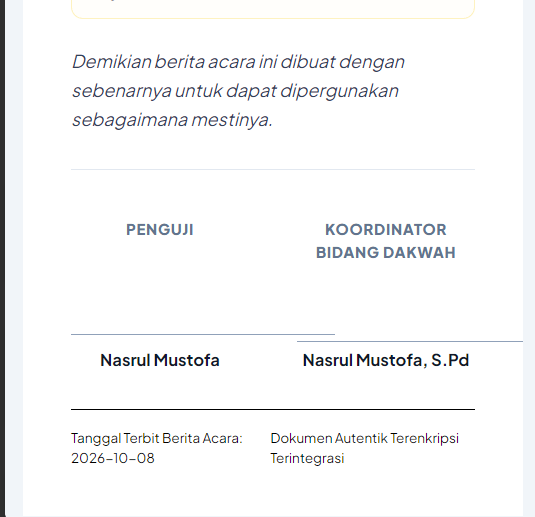 Demikian berita acara ini dibuat dengan
sebenarnya untuk dapat dipergunakan
sebagaimana mestinya.
PENGUJI
KOORDINATOR
BIDANG DAKWAH
Nasrul Mustofa
Nasrul Mustofa, S.Pd
Tanggal Terbit Berita Acara:
2026-10-08
Dokumen Autentik Terenkripsi
Terintegrasi